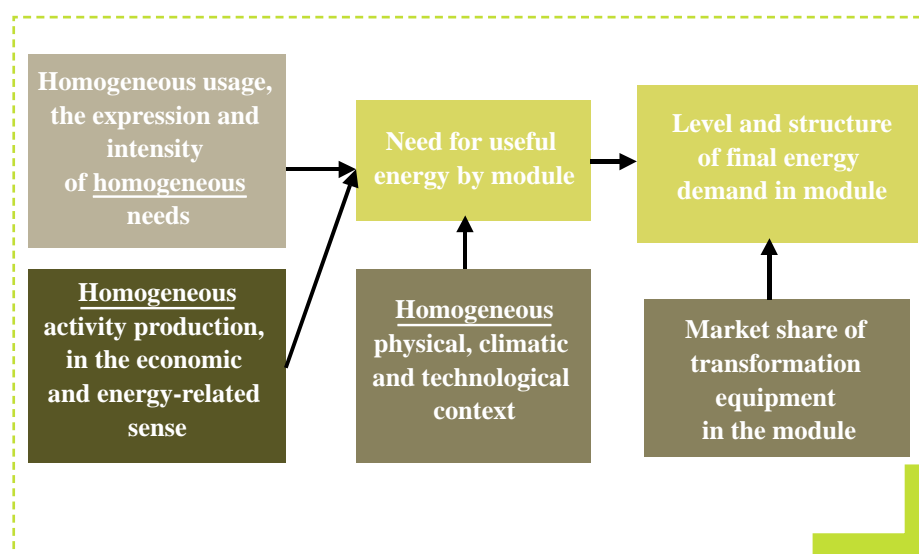 Homogeneous usage,
the expression and
intensity
of homogeneous
needs
Need for useful
energy by module
Level and structure
of final energy
demand in module
Homogeneous
activity production,
in the economic
and energy-related
sense
Homogeneous
physical, climatic
and technological
context
Market share of
transformation
equipment
in the module